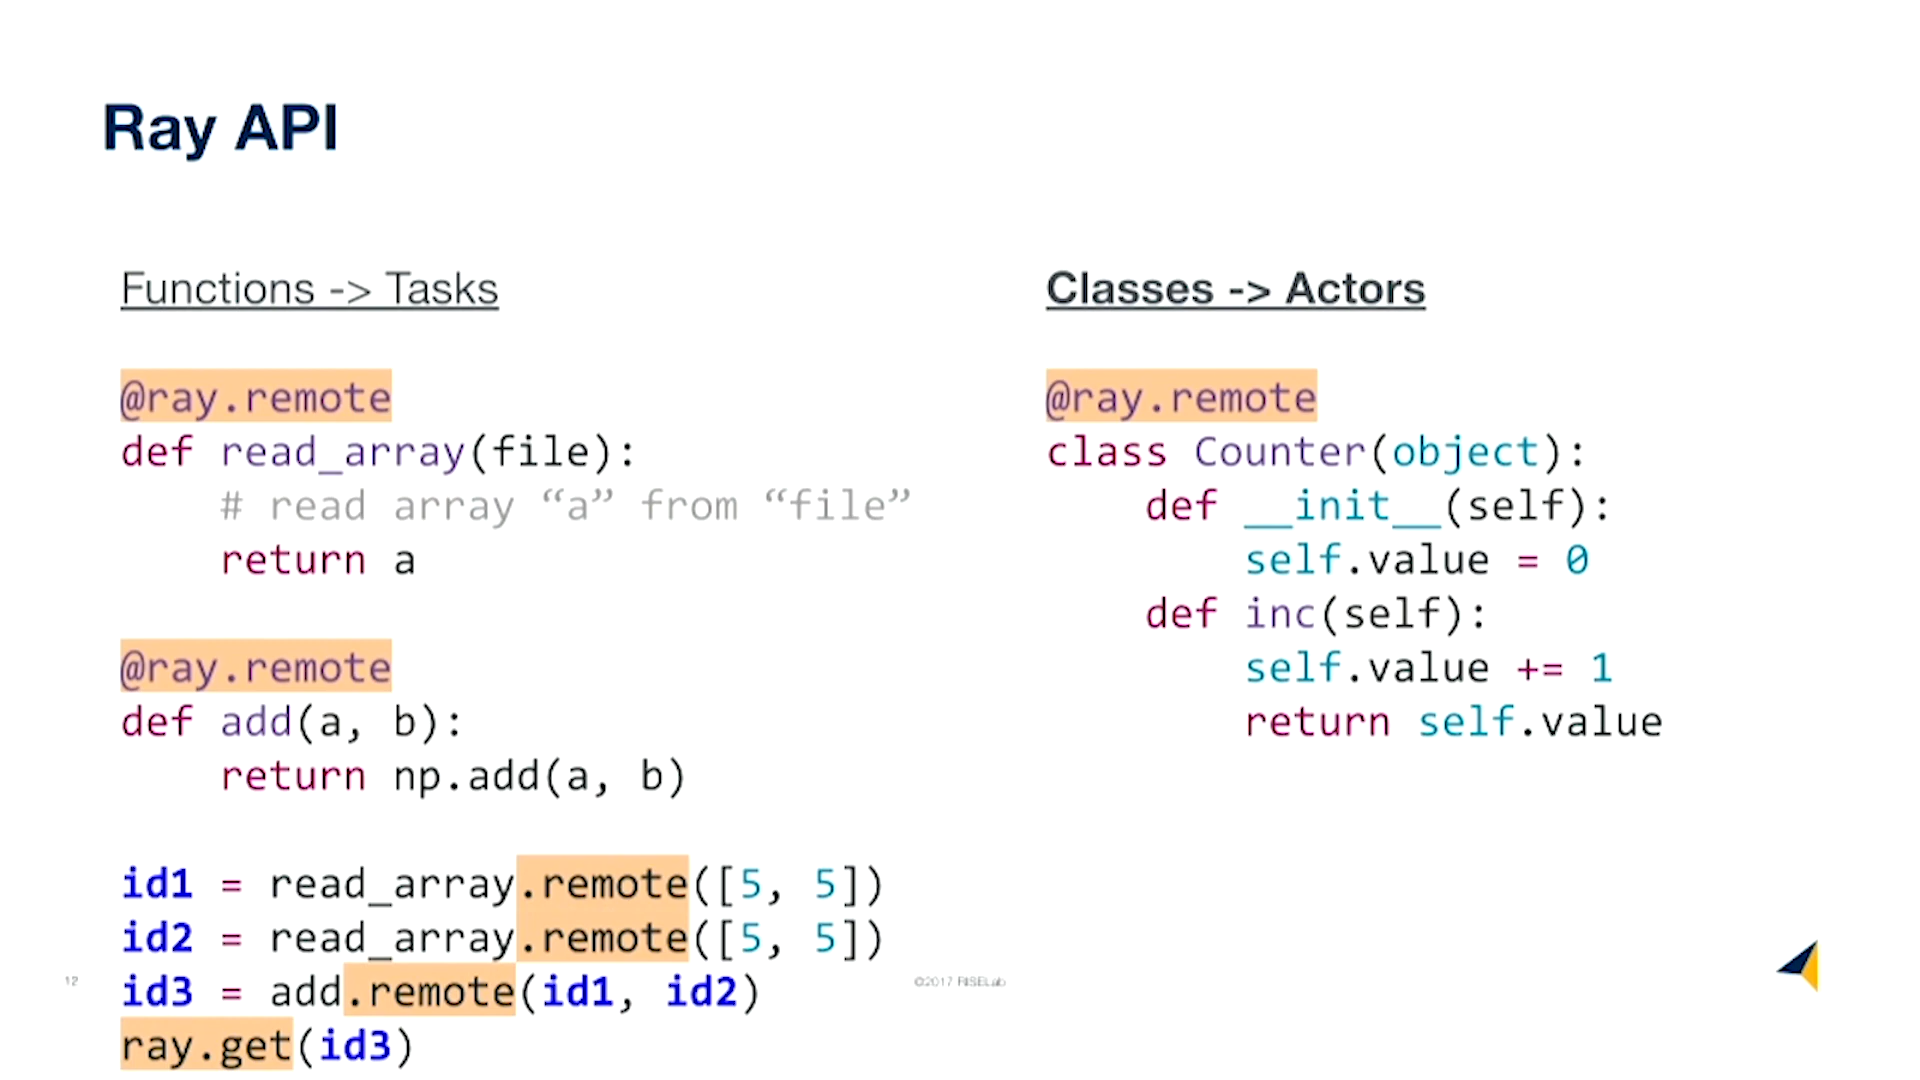 Ray API
Functions -> Tasks
@ray.remote
def read_array(file):
    # read array “a” from “file”
    return a
@ray.remote
def add(a, b):
    return np.add(a, b)
id1 = read_array.remote([5, 5])
id2 = read_array.remote([5, 5])
id3 = add.remote(id1, id2)
ray.get(id3)
Classes -> Actors
@ray.remote
class Counter(object):
    def __init__(self):
        self.value = 0
    def inc(self):
        self.value += 1
        return self.value
12
©2017 RISELab